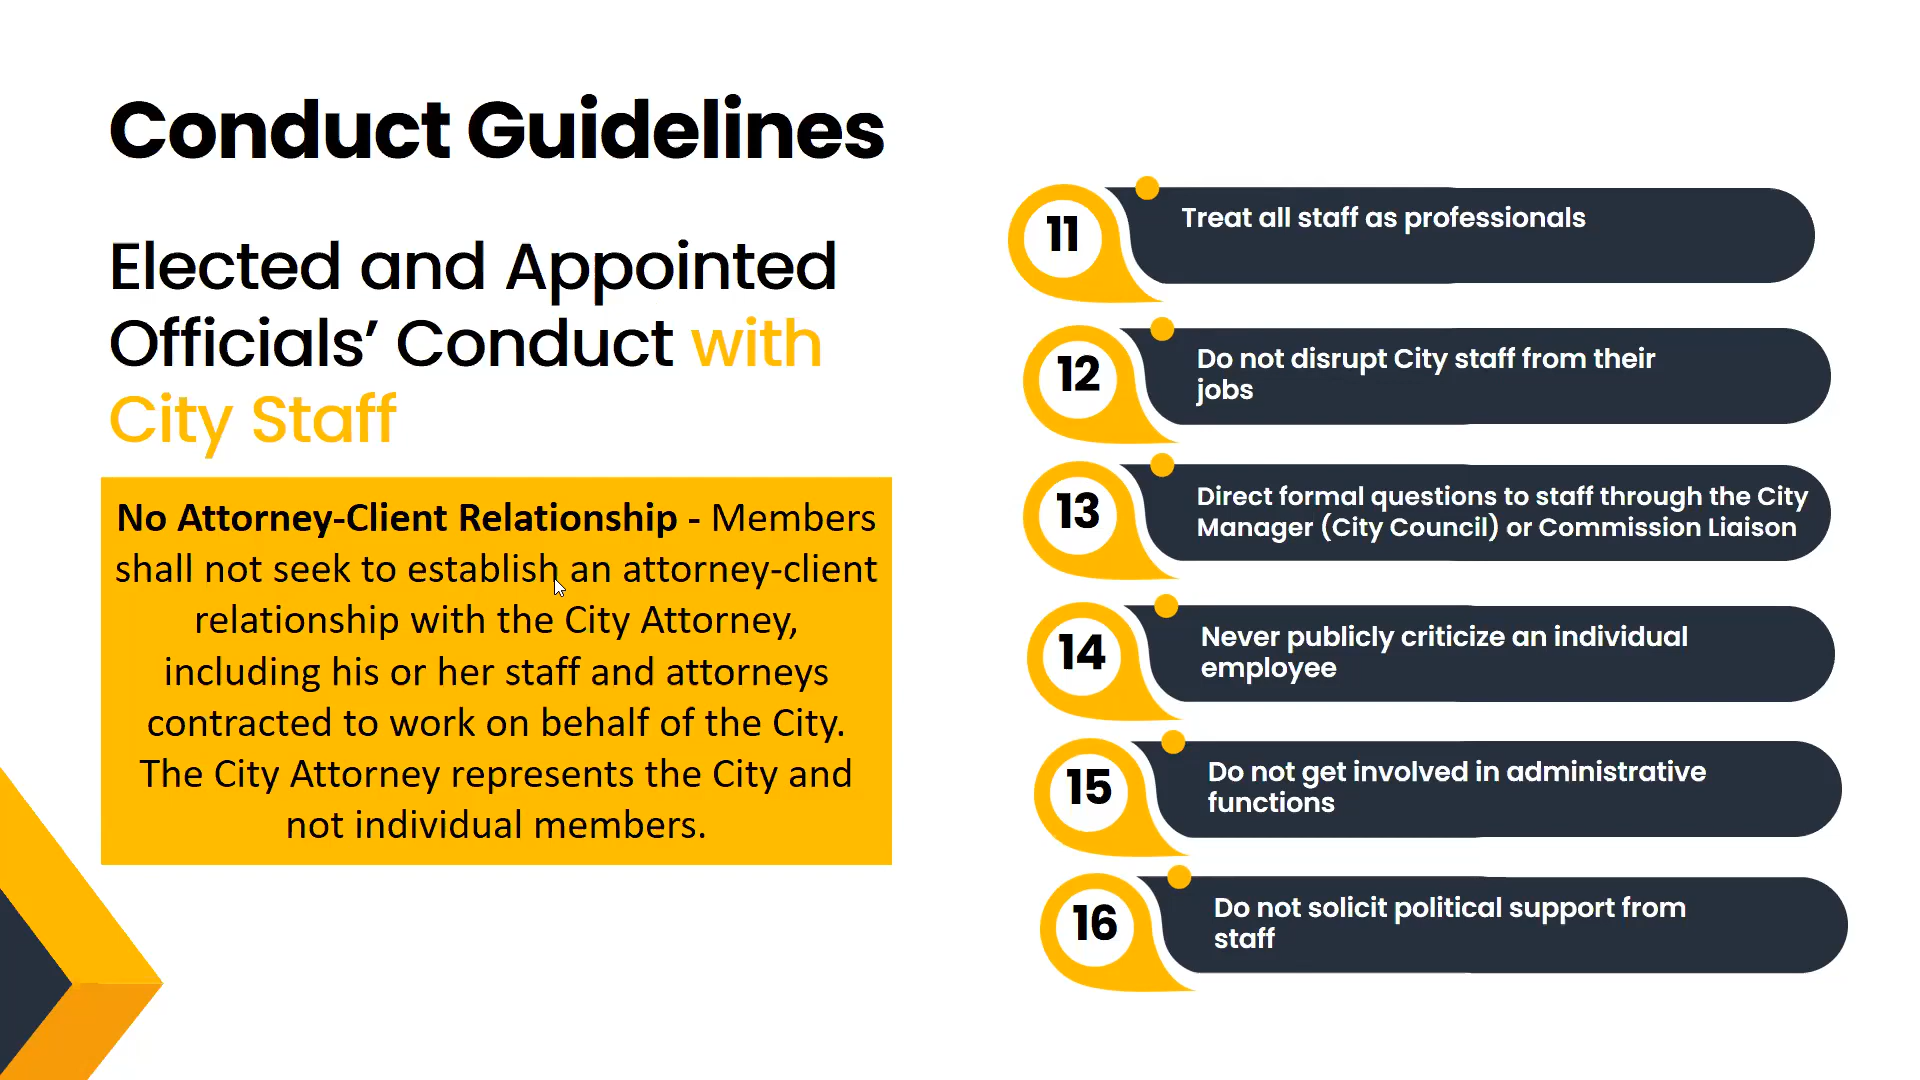 Conduct Guidelines
Elected and Appointed
Officials’ Conduct with
City Staff
No Attorney-Client Relationship - Members
shall not seek to establish an attorney-client
relationship with the City Attorney,
including his or her staff and attorneys
contracted to work on behalf of the City.
The City Attorney represents the City and
not individual members.
11
Treat all staff as professionals
12
Do not disrupt City staff from their
jobs
13
Direct formal questions to staff through the City
Manager (City Council) or Commission Liaison
14
Never publicly criticize an individual
employee
15
Do not get involved in administrative
functions
16
Do not solicit political support from
staff